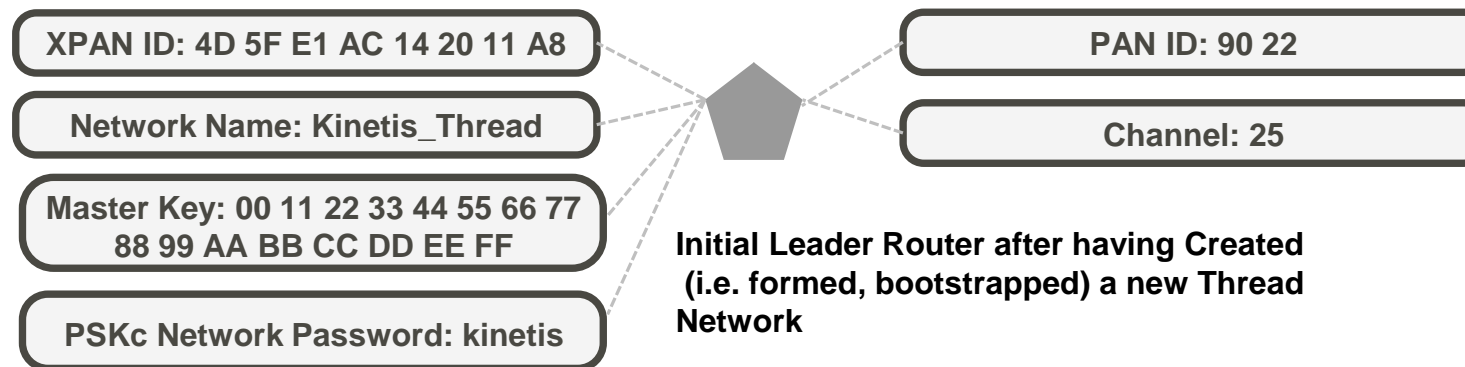 XPAN ID: 4D 5F E1 AC 14 20 11 A8
Network Name: Kinetis_Thread
Master Key: 00 11 22 33 44 55 66 77
88 99 AA BB CC DD EE FF
PSKc Network Password: kinetis
PAN ID: 90 22
Channel: 25
Initial Leader Router after having Created
(i.e. formed, bootstrapped) a new Thread
Network